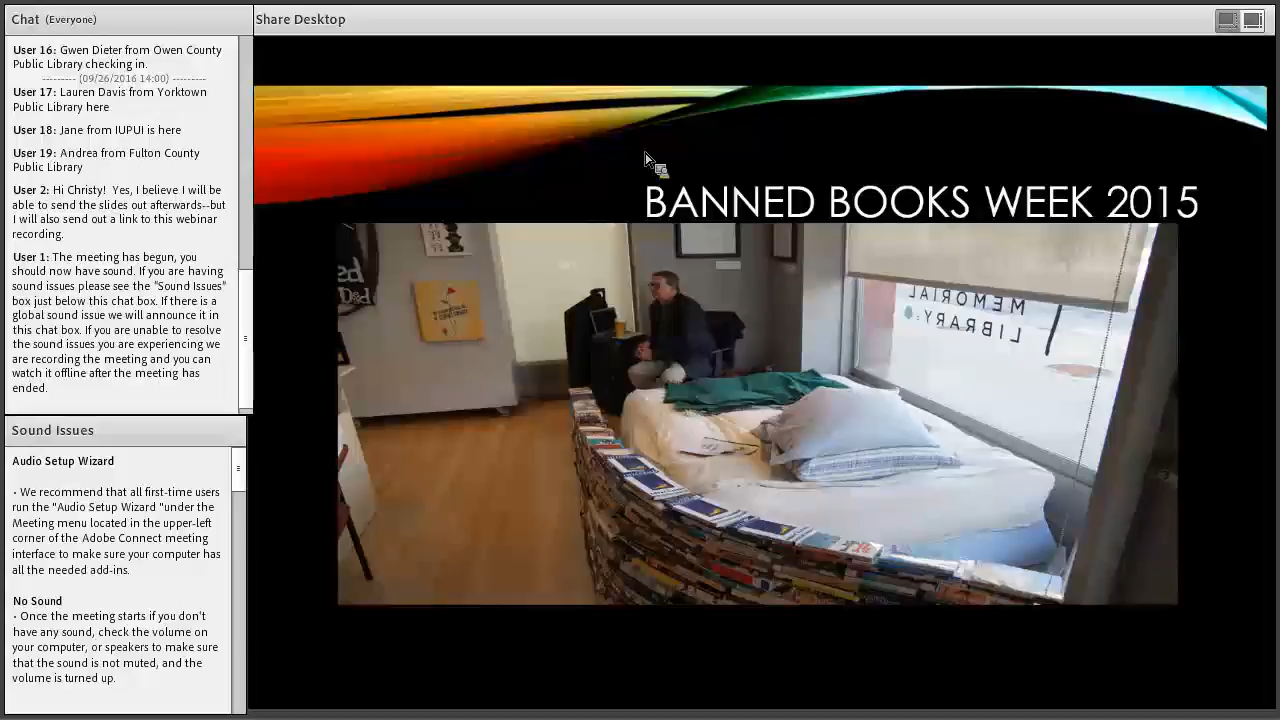 Chat (Everyone)
User 16: Gwen Dieter from Owen County
Public Library checking in.
--------- (09/26/2016 14:00) ---------
User 17: Lauren Davis from Yorktown
Public Library here
User 18: Jane from IUPUI is here
User 19: Andrea from Fulton County
Public Library
User 2: Hi Christy!  Yes, I believe I will be
able to send the slides out afterwards--but
I will also send out a link to this webinar
recording.
User 1: The meeting has begun, you
should now have sound. If you are having
sound issues please see the "Sound Issues"
box just below this chat box. If there is a
global sound issue we will announce it in
this chat box. If you are unable to resolve
the sound issues you are experiencing we
are recording the meeting and you can
watch it offline after the meeting has
ended.
Sound Issues
Audio Setup Wizard
• We recommend that all first-time users
run the "Audio Setup Wizard "under the
Meeting menu located in the upper-left
corner of the Adobe Connect meeting
interface to make sure your computer has
all the needed add-ins.
No Sound
• Once the meeting starts if you don't
have any sound, check the volume on
your computer, or speakers to make sure
that the sound is not muted, and the
volume is turned up.
Share Desktop
BANNED BOOKS WEEK 2015
MEMORIAL
LIBRARY